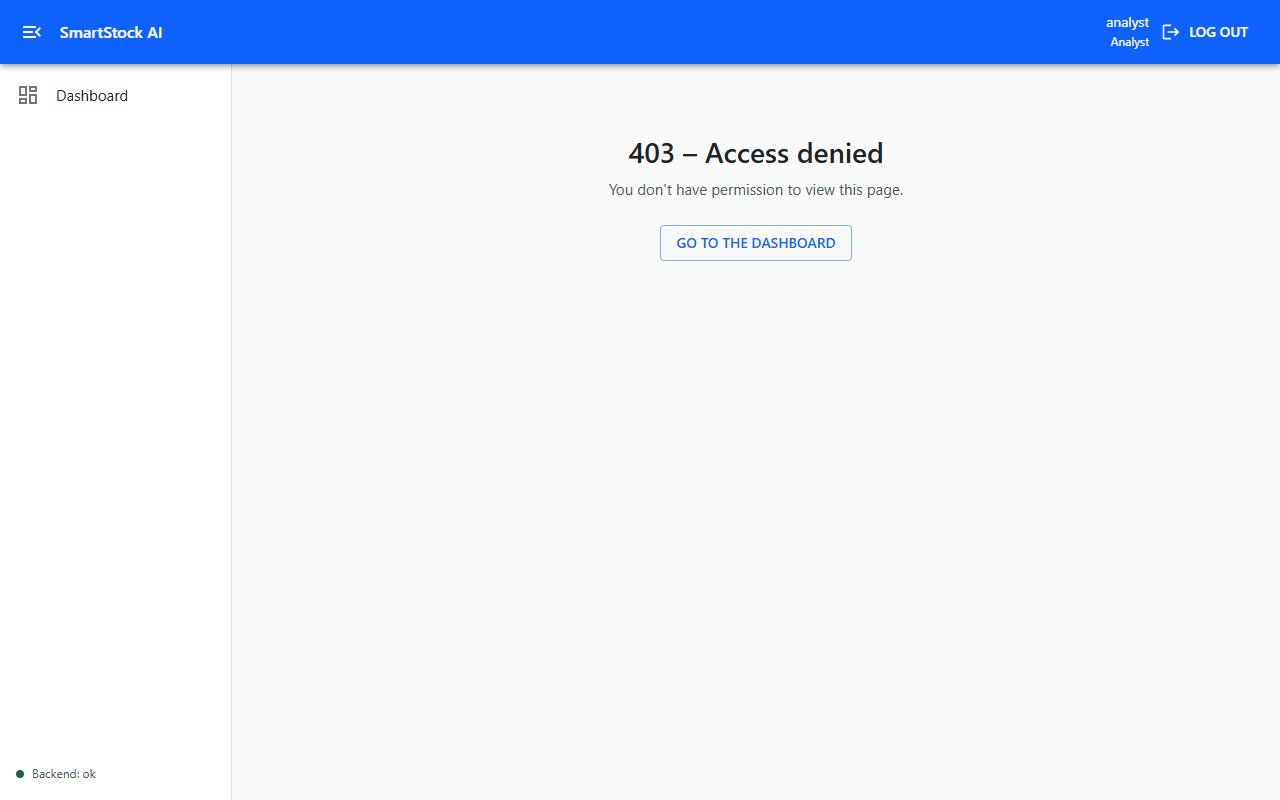 SmartStock AI
analyst
Analyst
LOG OUT
Dashboard
403 – Access denied
You don't have permission to view this page.
GO TO THE DASHBOARD
Backend: ok